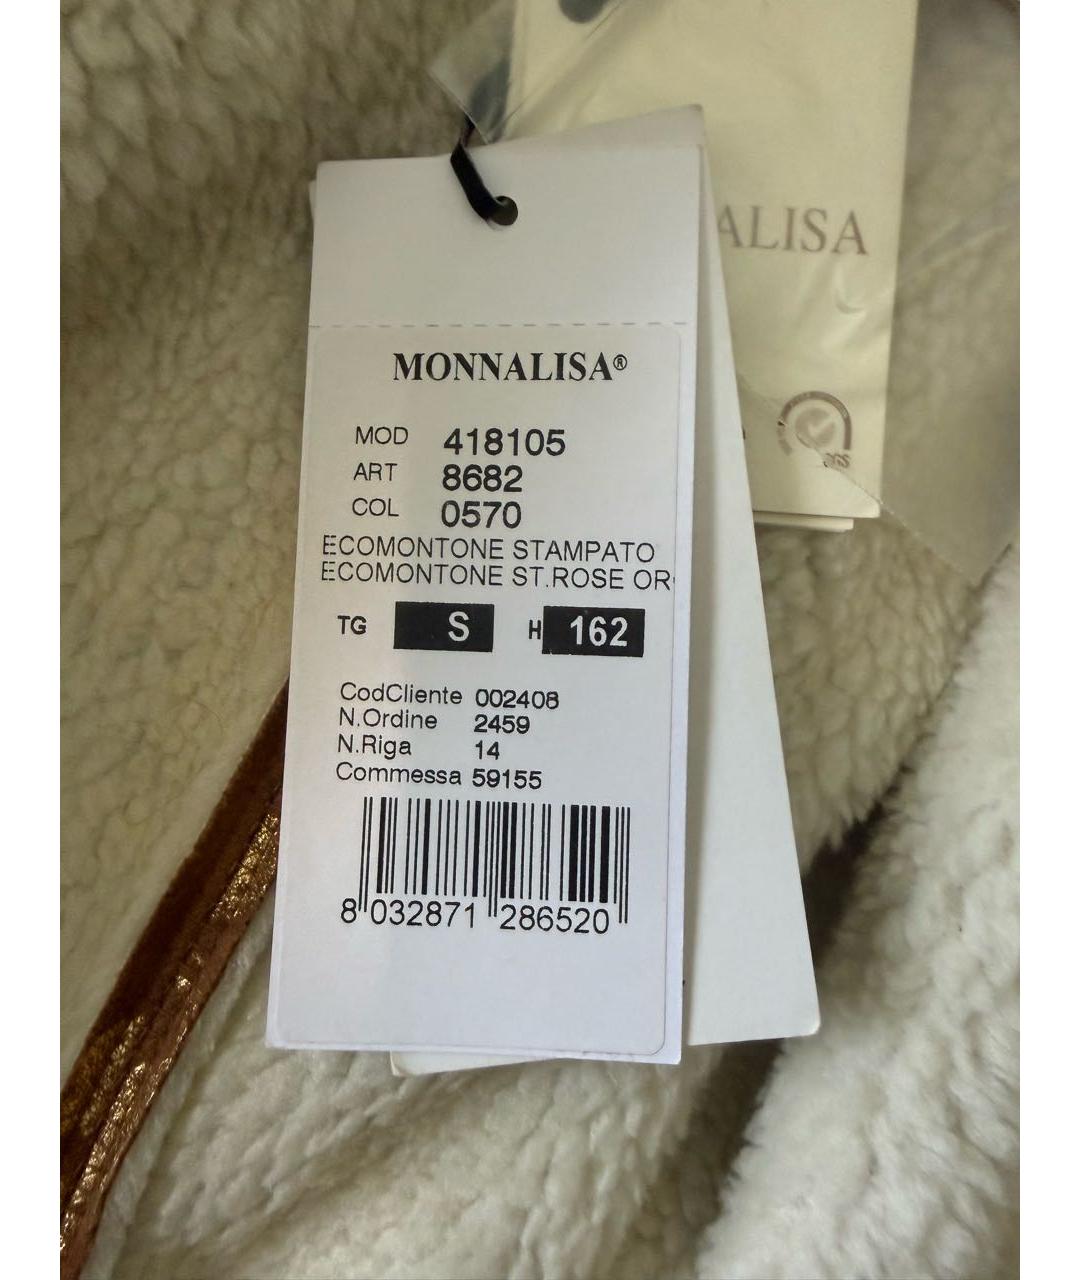 ALISA
SGS
MONNALISA®
MOD 418105
ART 8682
COL 0570
ECOMONTONE STAMPATO
ECOMONTONE ST.ROSE OR
TG S H 162
CodCliente 002408
N.Ordine 2459
N.Riga 14
Commessa 59155
8 032871 286520